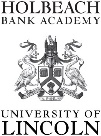 HOLBEACH
BANK ACADEMY
UNIVERSITY OF
LINCOLN